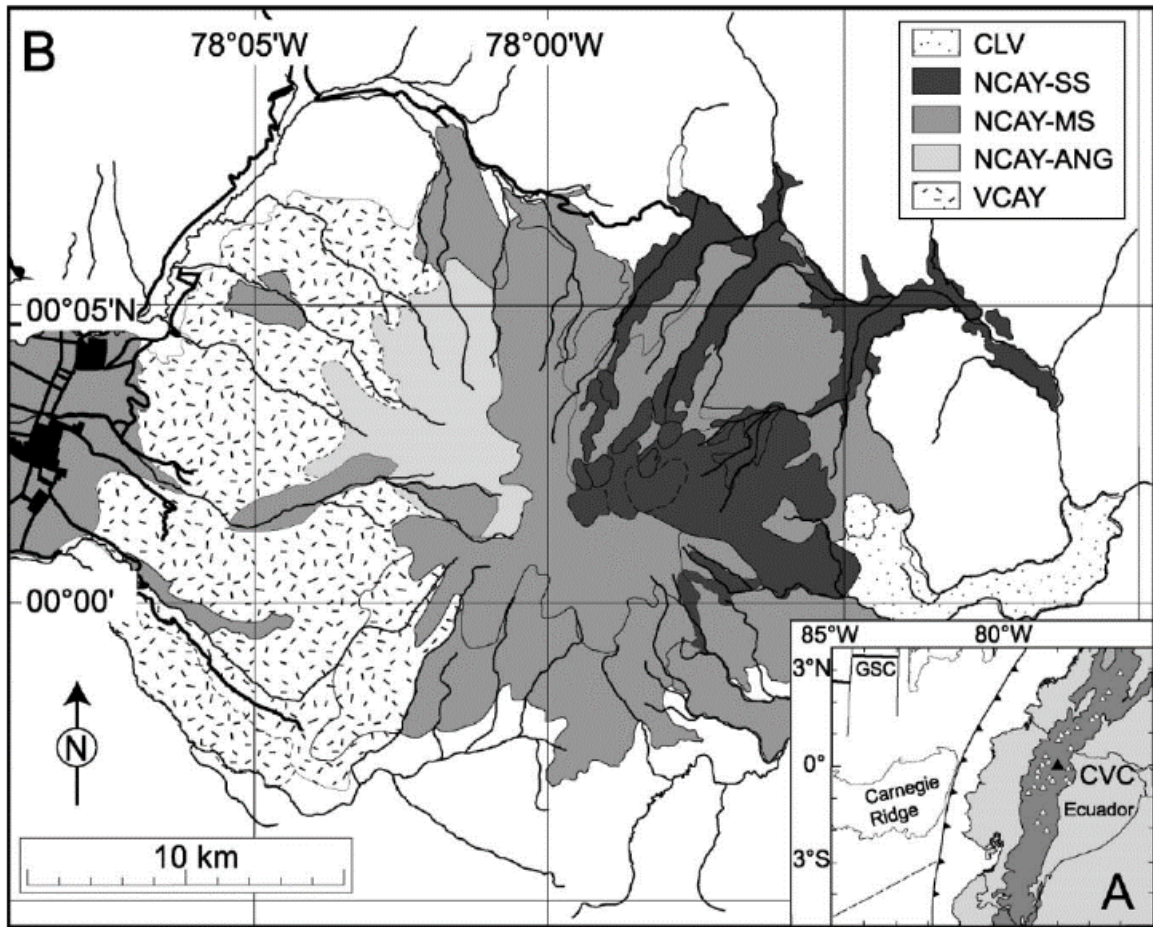 B
78°05'W
78°00'W
CLV
NCAY-SS
NCAY-MS
NCAY-ANG
VCAY
00°05'N
00°00'
N
10 km
85°W
80°W
3°N
GSC
0°
CVC
Carnegie
Ridge
Ecuador
3°S
A